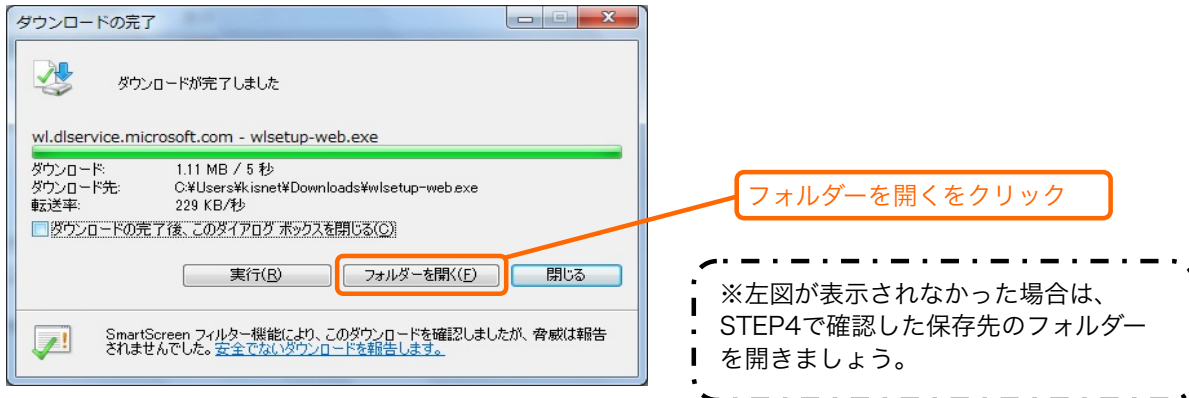 ダウンロードの完了
ダウンロードが完了しました
wl.dlservice.microsoft.com - wlsetup-web.exe
ダウンロード: 1.11 MB / 5 秒
ダウンロード先: C:¥Users¥kisnet¥Downloads¥wlsetup-web.exe
転送率: 229 KB/秒
ダウンロードの完了後、このダイアログ ボックスを閉じる(C)
実行(R) フォルダーを開く(F) 閉じる
SmartScreen フィルター機能により、このダウンロードを確認しましたが、脅威は報告
されませんでした。安全でないダウンロードを報告します。
フォルダーを開くをクリック
※左図が表示されなかった場合は、
STEP4で確認した保存先のフォルダー
を開きましょう。